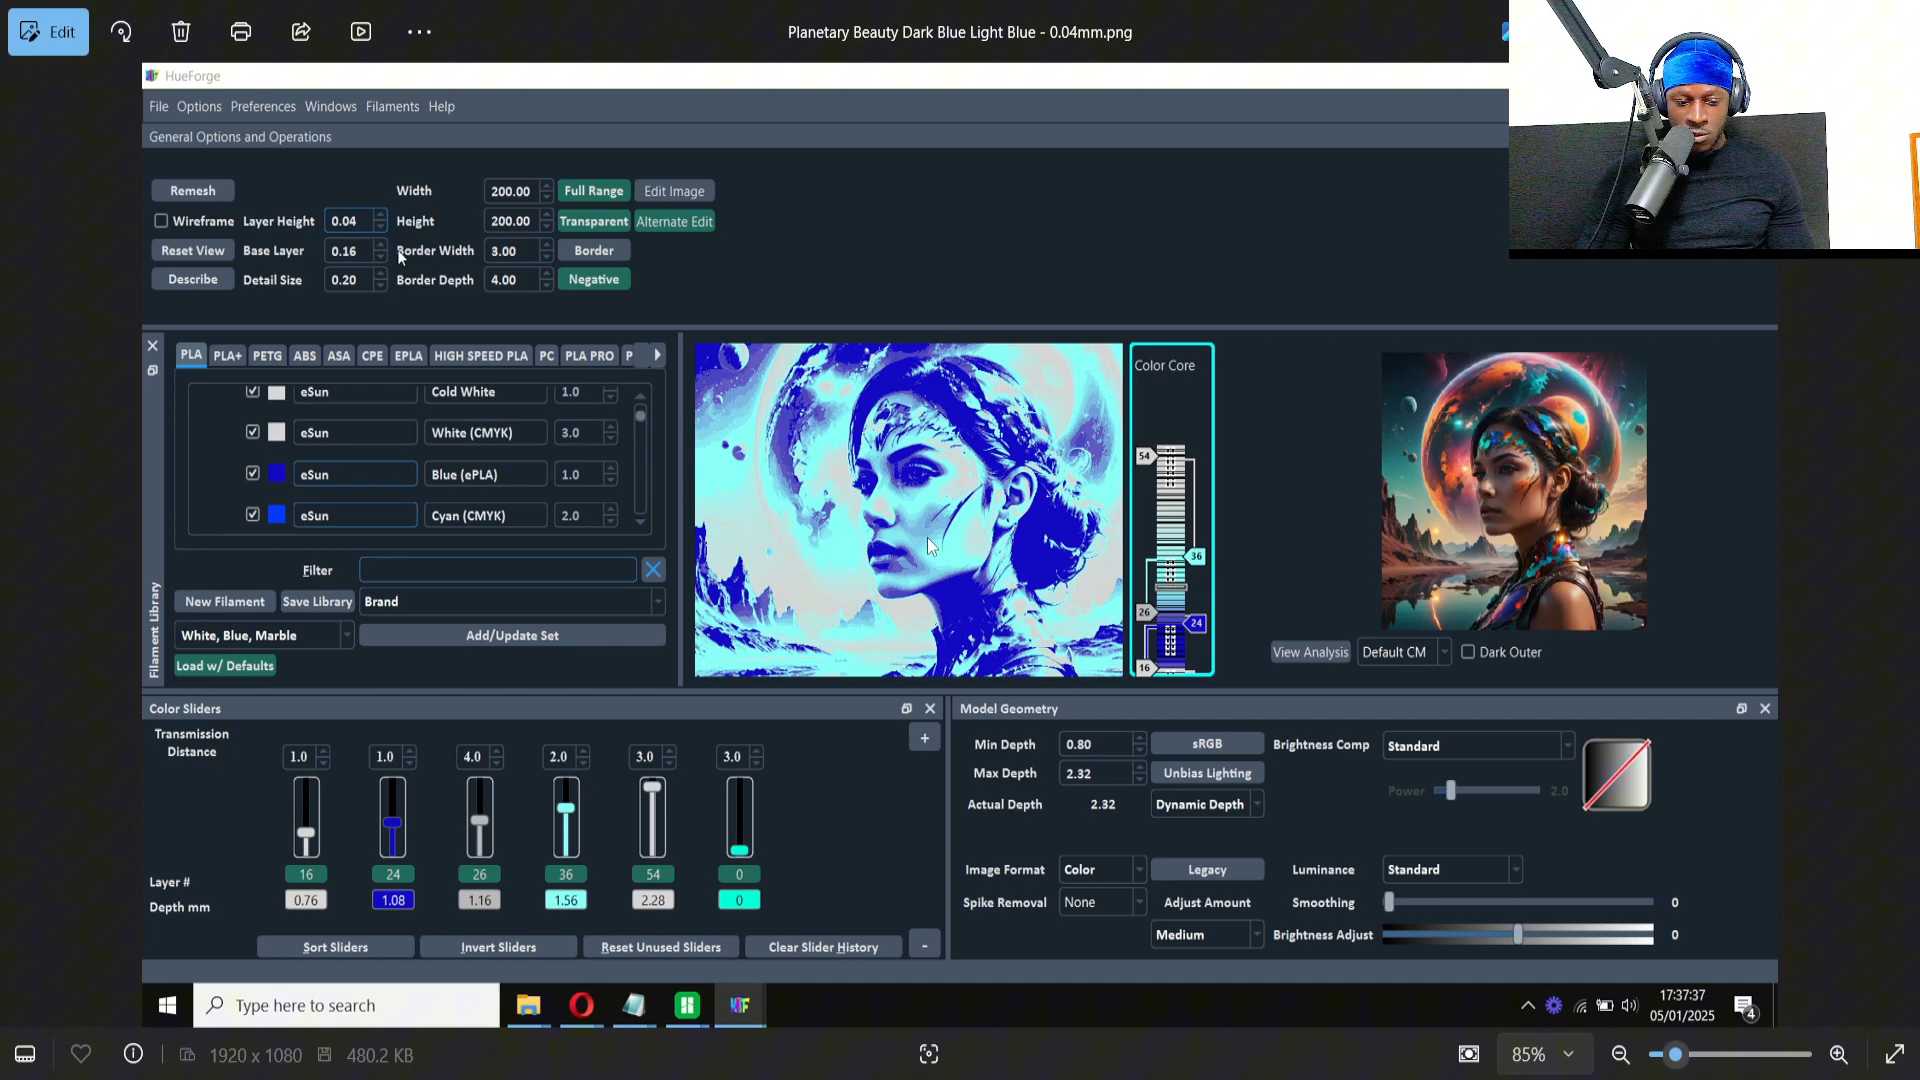 Edit
Planetary Beauty Dark Blue Light Blue - 0.04mm.png
HueForge
File Options Preferences Windows Filaments Help
General Options and Operations
Remesh Width 200.00 Full Range Edit Image
Wireframe Layer Height 0.04 Height 200.00 Transparent Alternate Edit
Reset View Base Layer 0.16 Border Width 3.00 Border
Describe Detail Size 0.20 Border Depth 4.00 Negative
PLA PLA+ PETG ABS ASA CPE EPLA HIGH SPEED PLA PC PLA PRO P
eSun Cold White 1.0
eSun White (CMYK) 3.0
eSun Blue (ePLA) 1.0
eSun Cyan (CMYK) 2.0
Filter
New Filament Save Library Brand
White, Blue, Marble Add/Update Set
Load w/ Defaults
Filament Library
Color Core
54
36
26
24
16
View Analysis Default CM Dark Outer
Color Sliders
Transmission
Distance
1.0 1.0 4.0 2.0 3.0 3.0
+
Layer # 16 24 26 36 54 0
Depth mm 0.76 1.08 1.16 1.56 2.28 0
Sort Sliders Invert Sliders Reset Unused Sliders Clear Slider History -
Model Geometry
Min Depth 0.80 sRGB Brightness Comp Standard
Max Depth 2.32 Unbias Lighting Power 2.0
Actual Depth 2.32 Dynamic Depth
Image Format Color Legacy Luminance Standard
Spike Removal None Adjust Amount Smoothing 0
Medium Brightness Adjust 0
Type here to search
17:37:37
05/01/2025
4
1920 x 1080 480.2 KB
85%